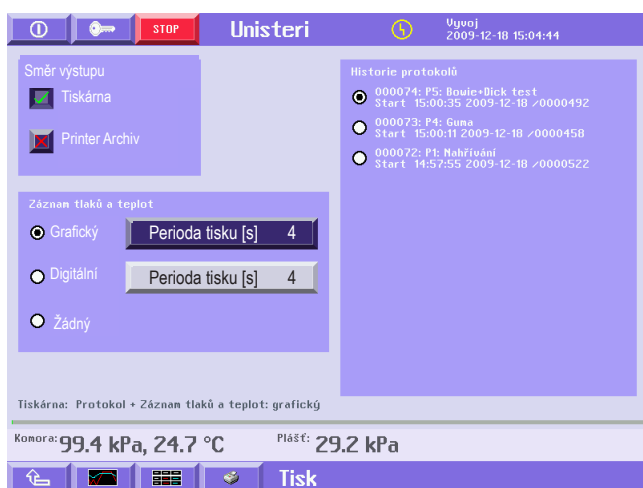 STOP
Unisteri
Vyvoj
2009-12-18 15:04:44
Směr výstupu
Tiskárna
Printer Archiv
Historie protokolů
000074: P5: Bowie+Dick test
Start 15:00:35 2009-12-18 /0000492
000073: P4: Guma
Start 15:00:11 2009-12-18 /0000458
000072: P1: Nahřívání
Start 14:57:55 2009-12-18 /0000522
Záznam tlaků a teplot
Grafický
Perioda tisku [s] 4
Digitální
Perioda tisku [s] 4
Žádný
Tiskárna: Protokol + Záznam tlaků a teplot: grafický
Komora: 99.4 kPa, 24.7 °C Plášť: 29.2 kPa
Tisk